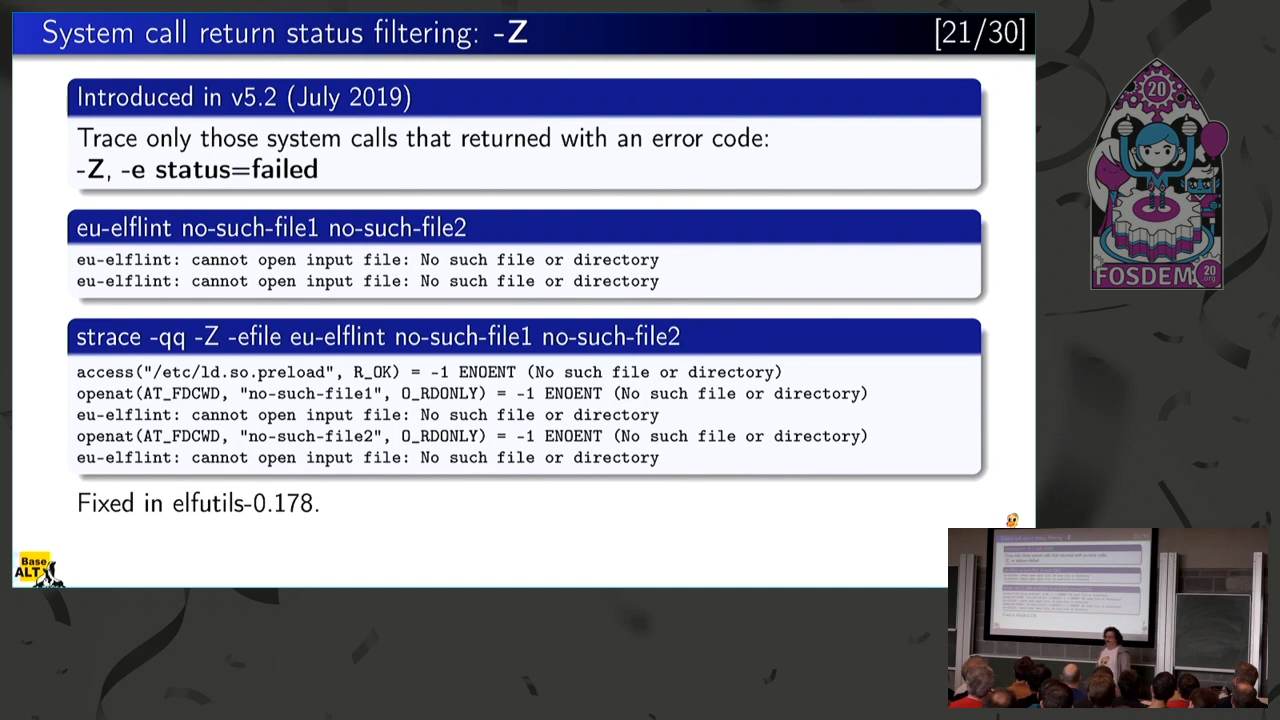 System call return status filtering: -Z [21/30]
Introduced in v5.2 (July 2019)
Trace only those system calls that returned with an error code:
-Z, -e status=failed
eu-elflint no-such-file1 no-such-file2
eu-elflint: cannot open input file: No such file or directory
eu-elflint: cannot open input file: No such file or directory
strace -qq -Z -efile eu-elflint no-such-file1 no-such-file2
access("/etc/ld.so.preload", R_OK) = -1 ENOENT (No such file or directory)
openat(AT_FDCWD, "no-such-file1", O_RDONLY) = -1 ENOENT (No such file or directory)
eu-elflint: cannot open input file: No such file or directory
openat(AT_FDCWD, "no-such-file2", O_RDONLY) = -1 ENOENT (No such file or directory)
eu-elflint: cannot open input file: No such file or directory
Fixed in elfutils-0.178.
Base
ALT
20
FOSDEM
20
.org